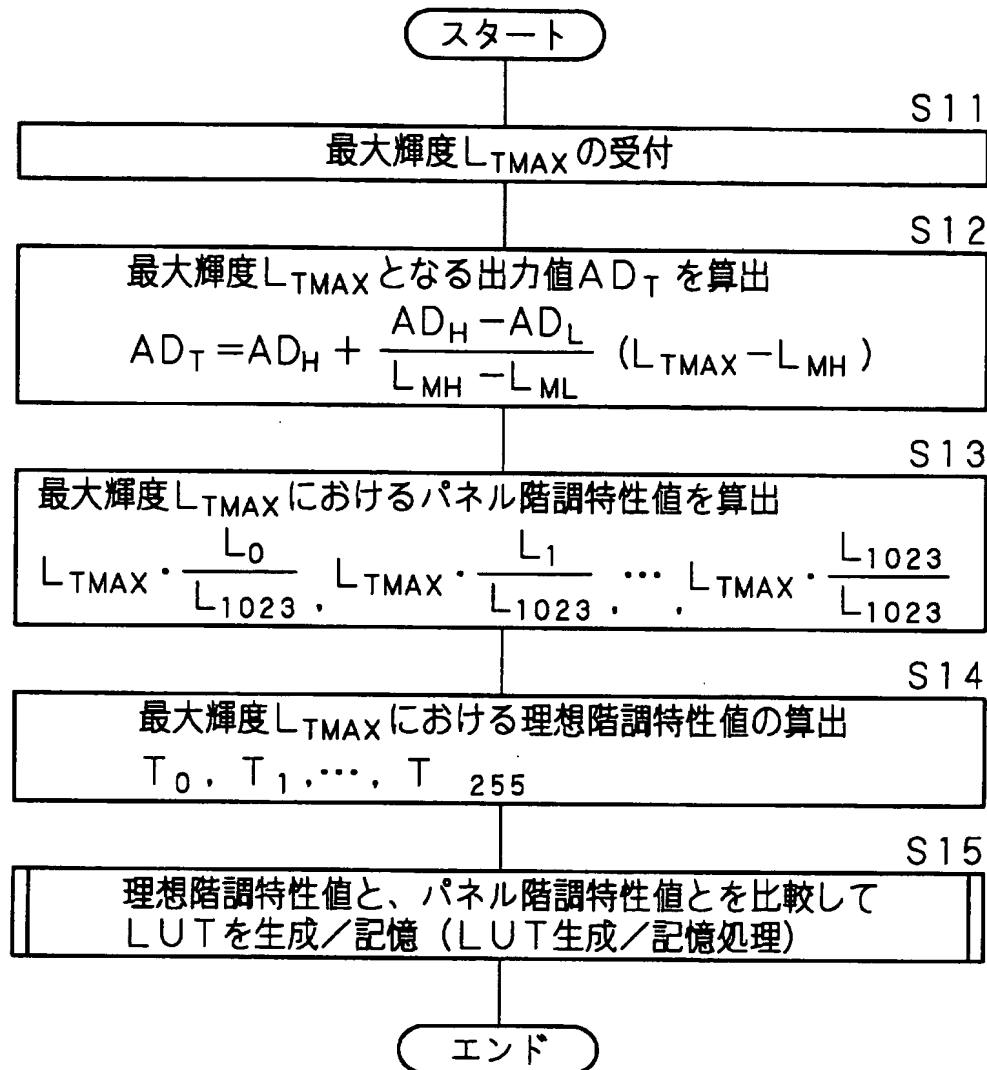 スタート
S11
最大輝度L_TMAXの受付
S12
最大輝度L_TMAXとなる出力値AD_Tを算出
AD_T=AD_H+\frac{AD_H-AD_L}{L_MH-L_ML}(L_TMAX-L_MH)
S13
最大輝度L_TMAXにおけるパネル階調特性値を算出
L_TMAX・\frac{L_0}{L_1023}, L_TMAX・\frac{L_1}{L_1023}, …, L_TMAX・\frac{L_1023}{L_1023}
S14
最大輝度L_TMAXにおける理想階調特性値の算出
T_0, T_1,…, T_255
S15
理想階調特性値と、パネル階調特性値とを比較して
LUTを生成/記憶(LUT生成/記憶処理)
エンド